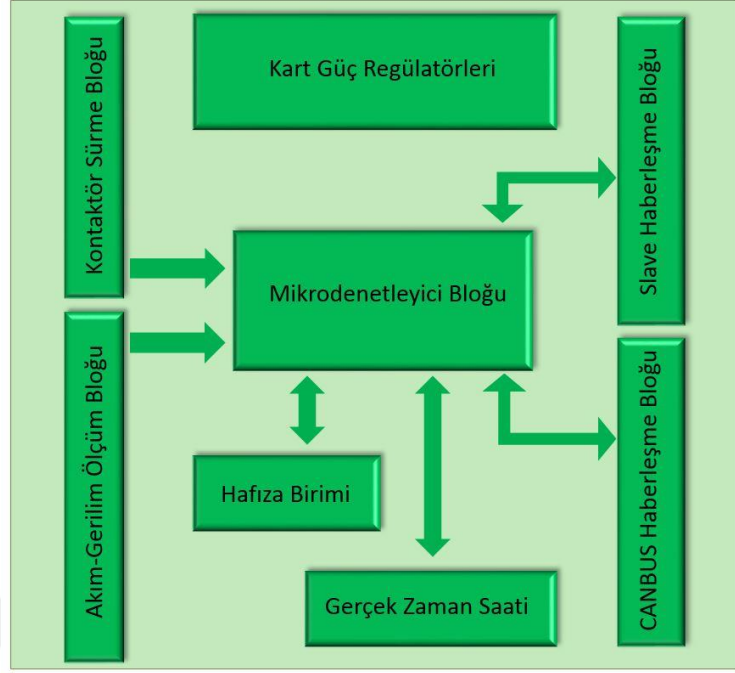 Kontaktör Sürme Bloğu
Kart Güç Regülatörleri
Slave Haberleşme Bloğu
Mikrodenetleyici Bloğu
Akım-Gerilim Ölçüm Bloğu
Hafıza Birimi
CANBUS Haberleşme Bloğu
Gerçek Zaman Saati